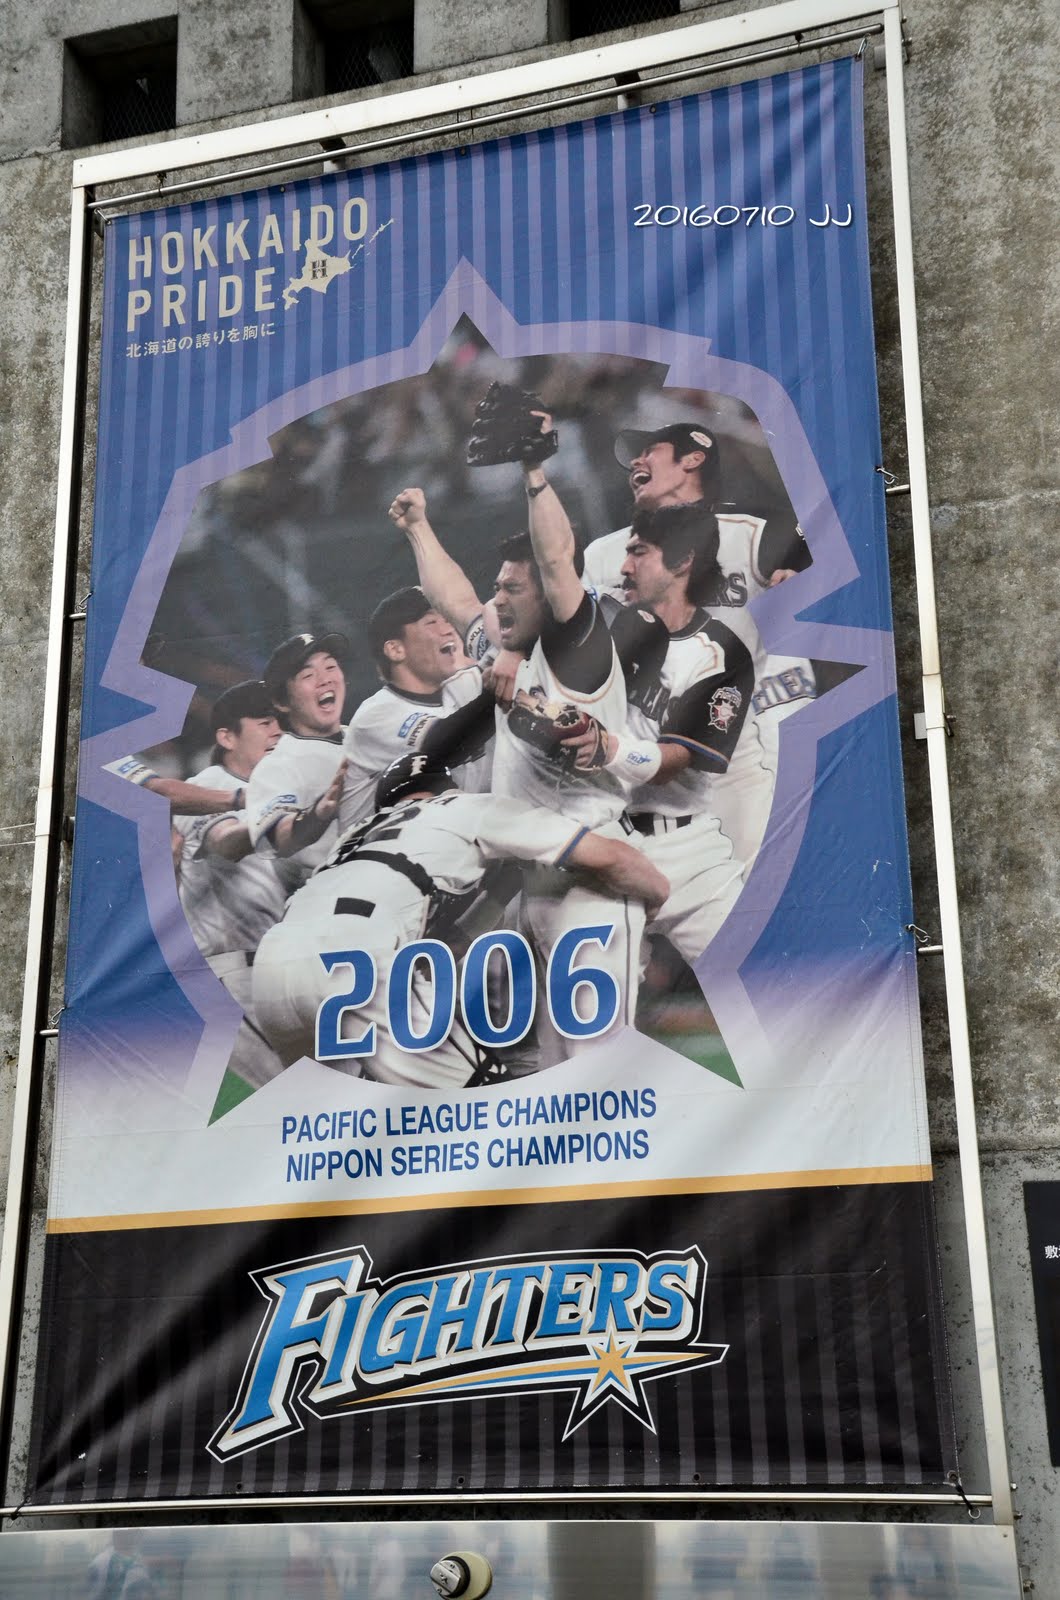 HOKKAIDO
PRIDE
H
北海道の誇りを胸に
20160710 JJ
F
F
2006
PACIFIC LEAGUE CHAMPIONS
NIPPON SERIES CHAMPIONS
FIGHTERS
敷